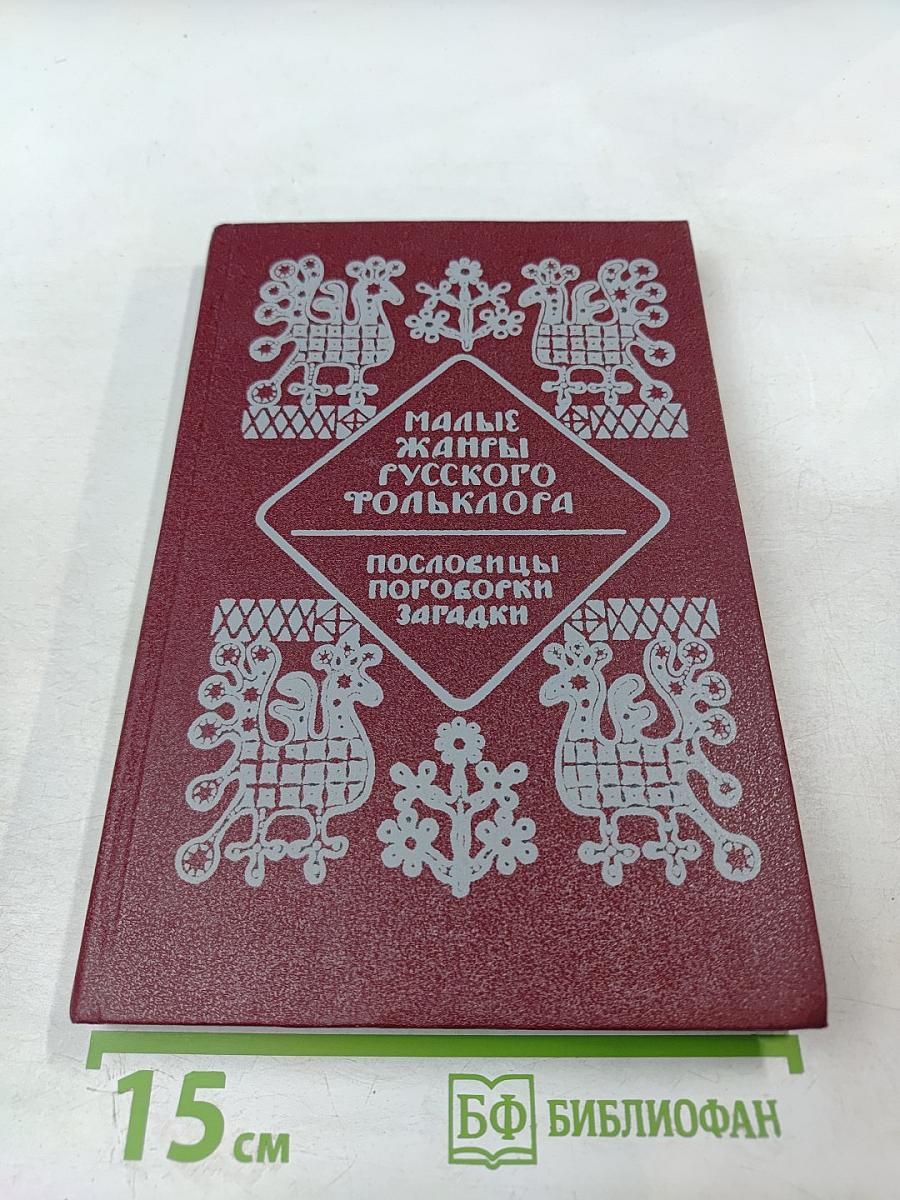 МАЛЫЕ
ЖАНРЫ
РУССКОГО
ФОЛЬКЛОРА
ПОСЛОВИЦЫ
ПОГОВОРКИ
ЗАГАДКИ
15 см
БФ БИБЛИОФАН